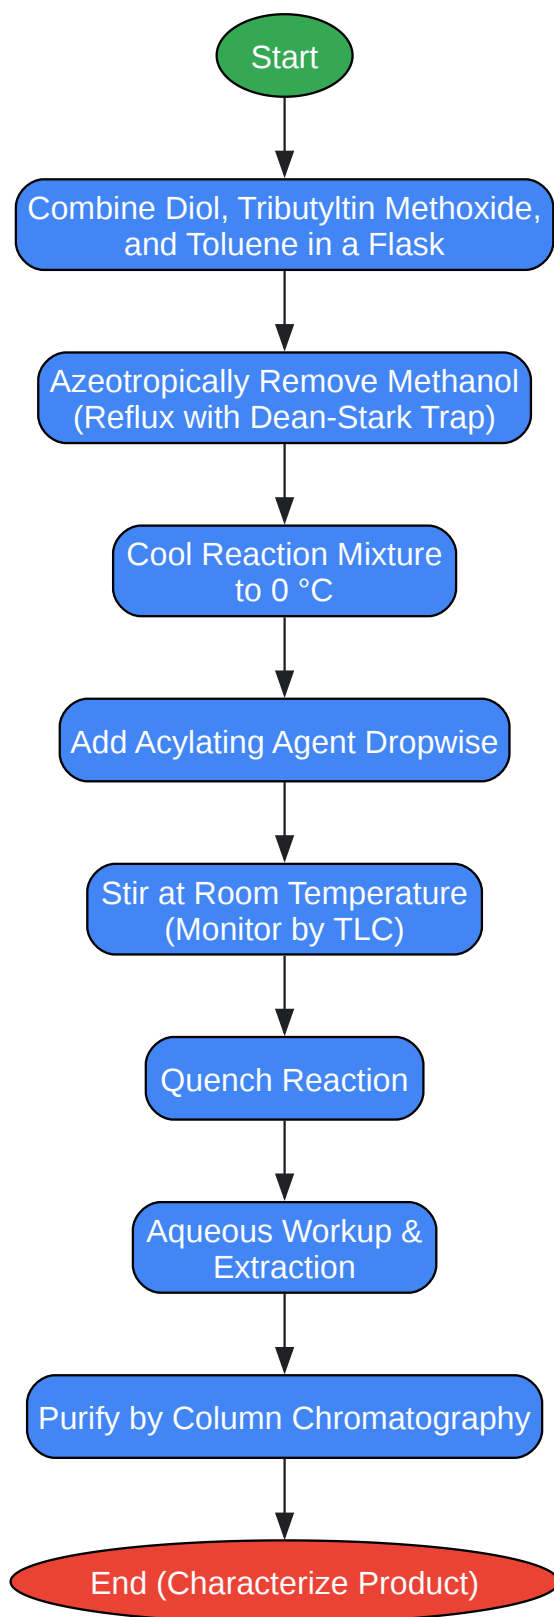 Start
Combine Diol, Tributyltin Methoxide,
and Toluene in a Flask
Azeotropically Remove Methanol
(Reflux with Dean-Stark Trap)
Cool Reaction Mixture
to 0 °C
Add Acylating Agent Dropwise
Stir at Room Temperature
(Monitor by TLC)
Quench Reaction
Aqueous Workup &
Extraction
Purify by Column Chromatography
End (Characterize Product)